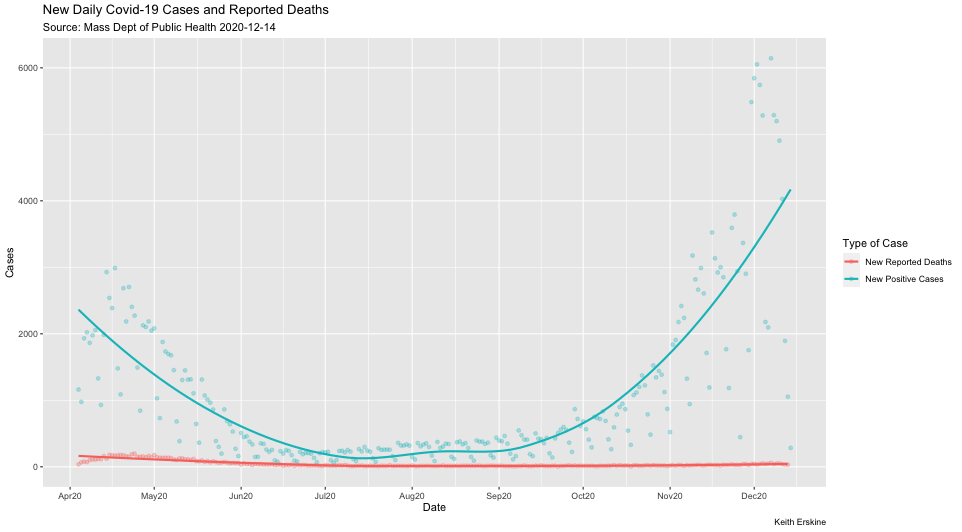 New Daily Covid-19 Cases and Reported Deaths
Source: Mass Dept of Public Health 2020-12-14
6000
4000
2000
0
Cases
Apr20 May20 Jun20 Jul20 Aug20 Sep20 Oct20 Nov20 Dec20
Date
Type of Case
New Reported Deaths
New Positive Cases
Keith Erskine